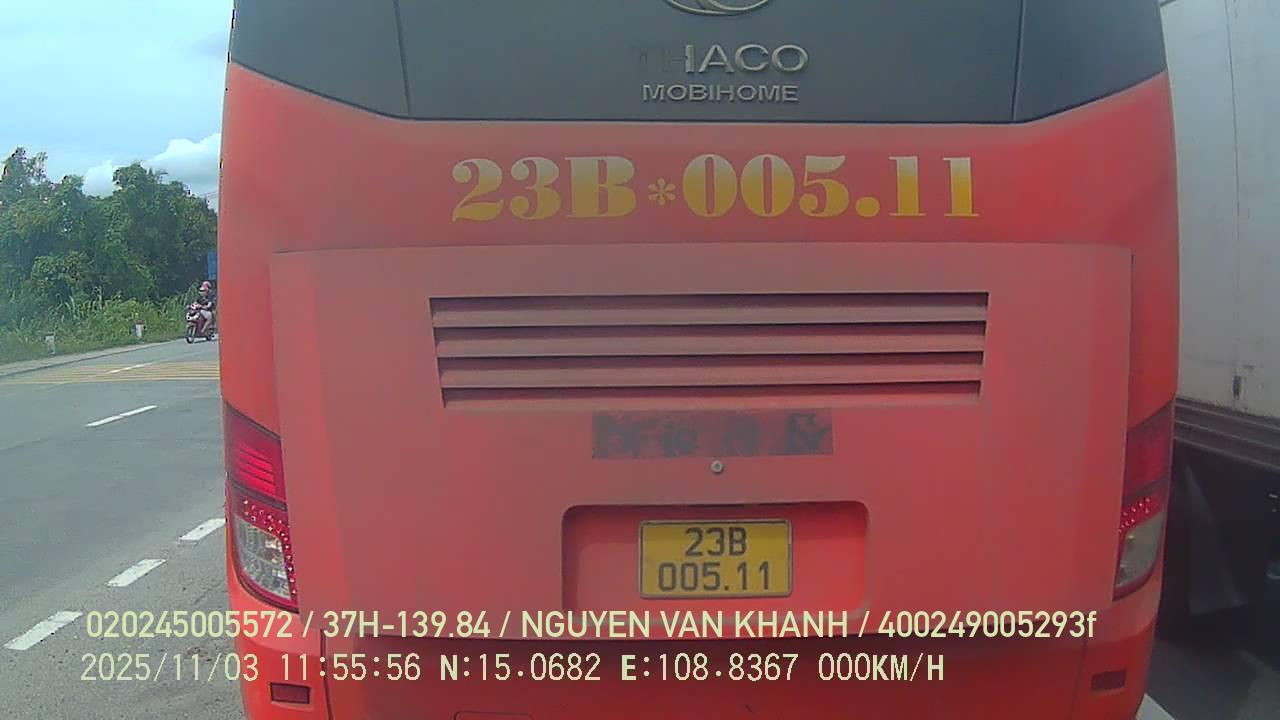 THACO
MOBIHOME
23B*005.11
23B
005.11
020245005572 / 37H-139.84 / NGUYEN VAN KHANH / 400249005293f
2025/11/03 11:55:56 N:15.0682 E:108.8367 000KM/H